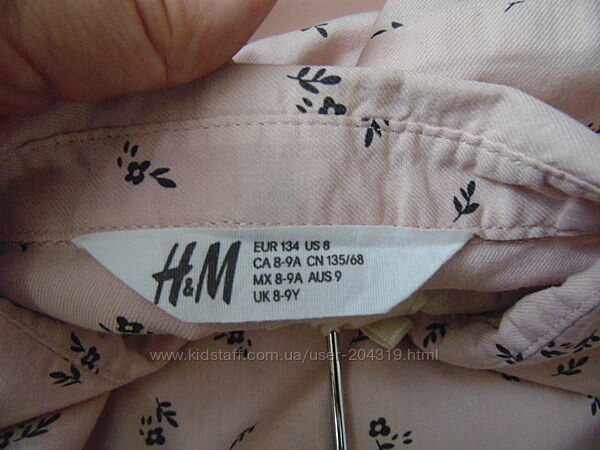 H&M
EUR 134 US 8
CA 8-9A CN 135/68
MX 8-9A AUS 9
UK 8-9Y
www.kidstaff.com.ua/user-204319.html